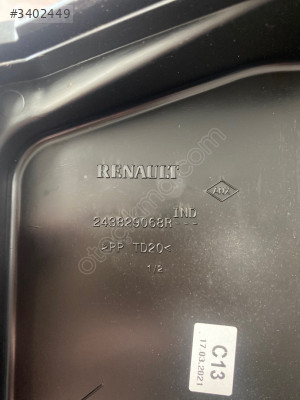 #3402449
RENAULT
IND
243829068R---
>PP TD20<
1/2
C13
17.03.2021